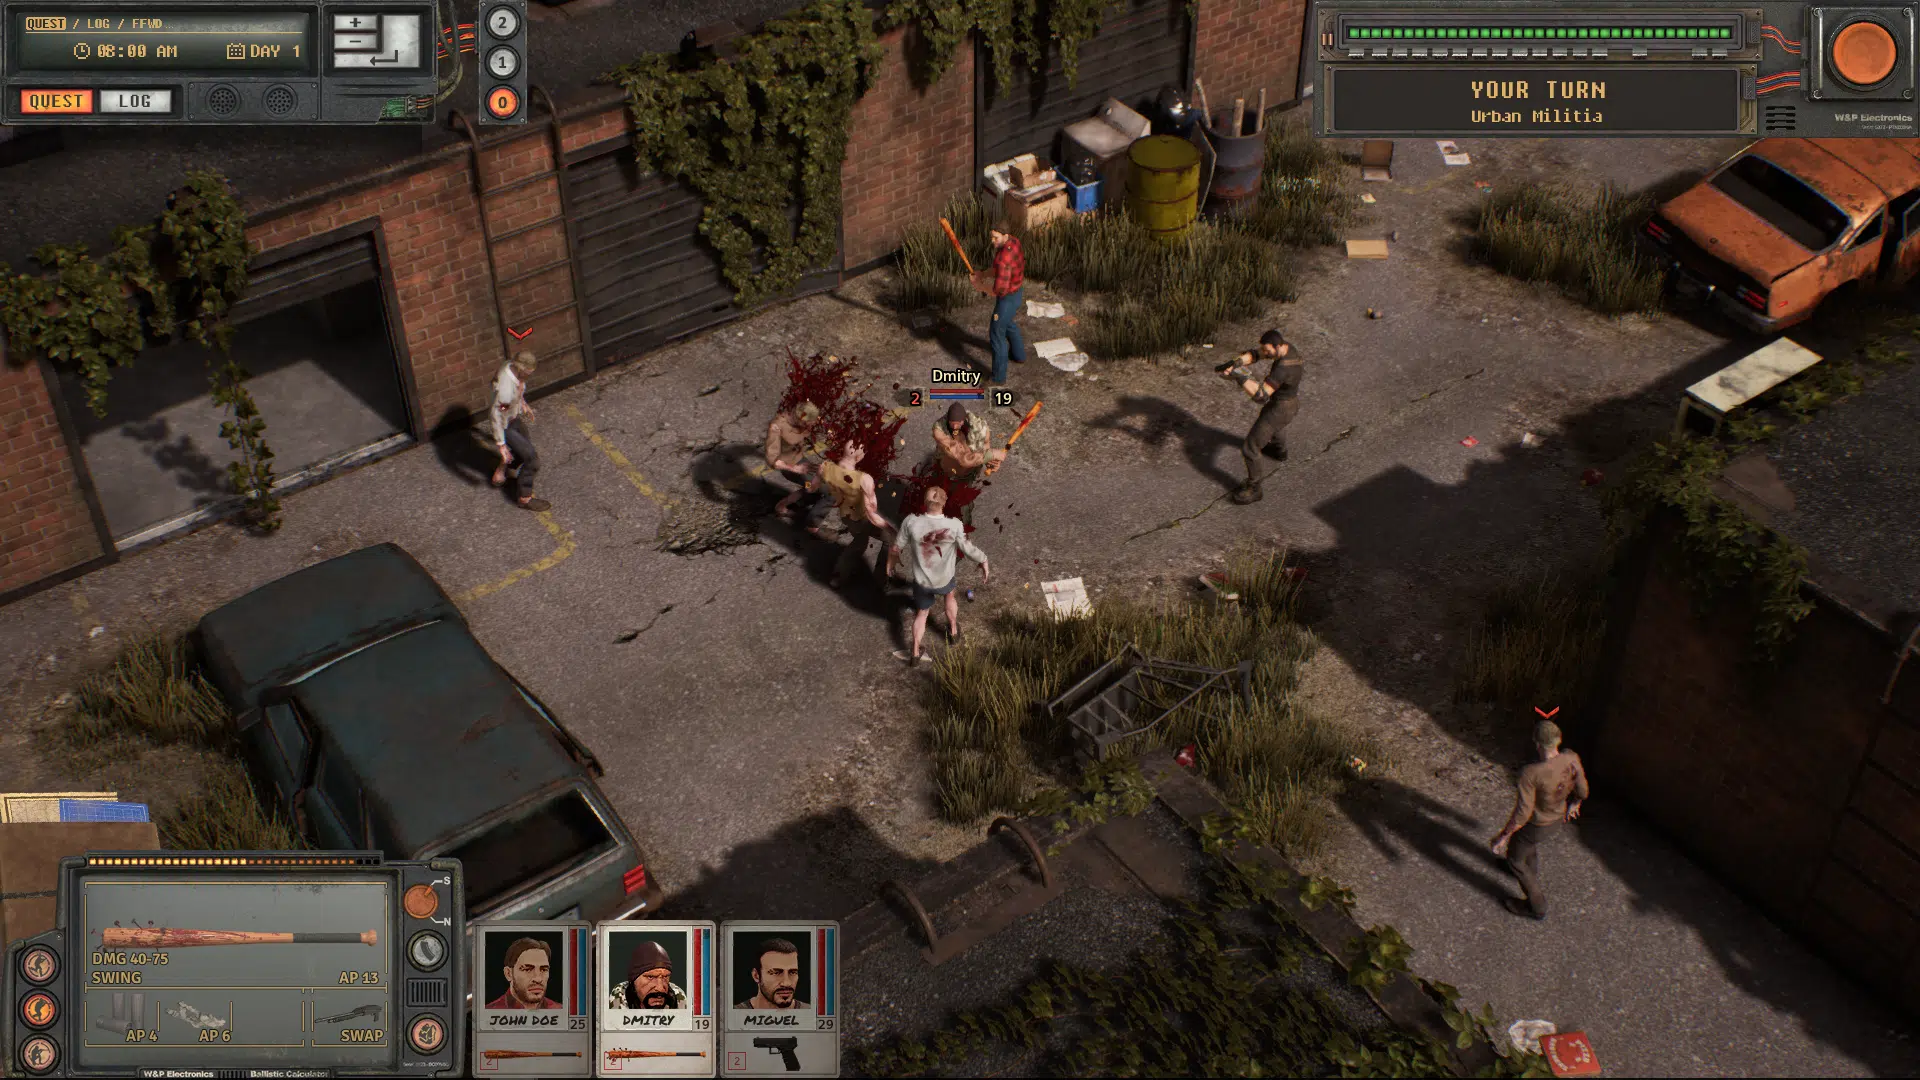 QUEST / LOG / FFWD
08:00 AM
DAY 1
QUEST
LOG
+
-
2
1
0
YOUR TURN
Urban Militia
W&P Electronics
Dmitry
2
19
DMG 40-75
SWING
AP 13
AP 4
AP 6
SWAP
S
N
W&P Electronics
Ballistic Calculator
JOHN DOE
25
2
DMITRY
19
2
MIGUEL
29
2